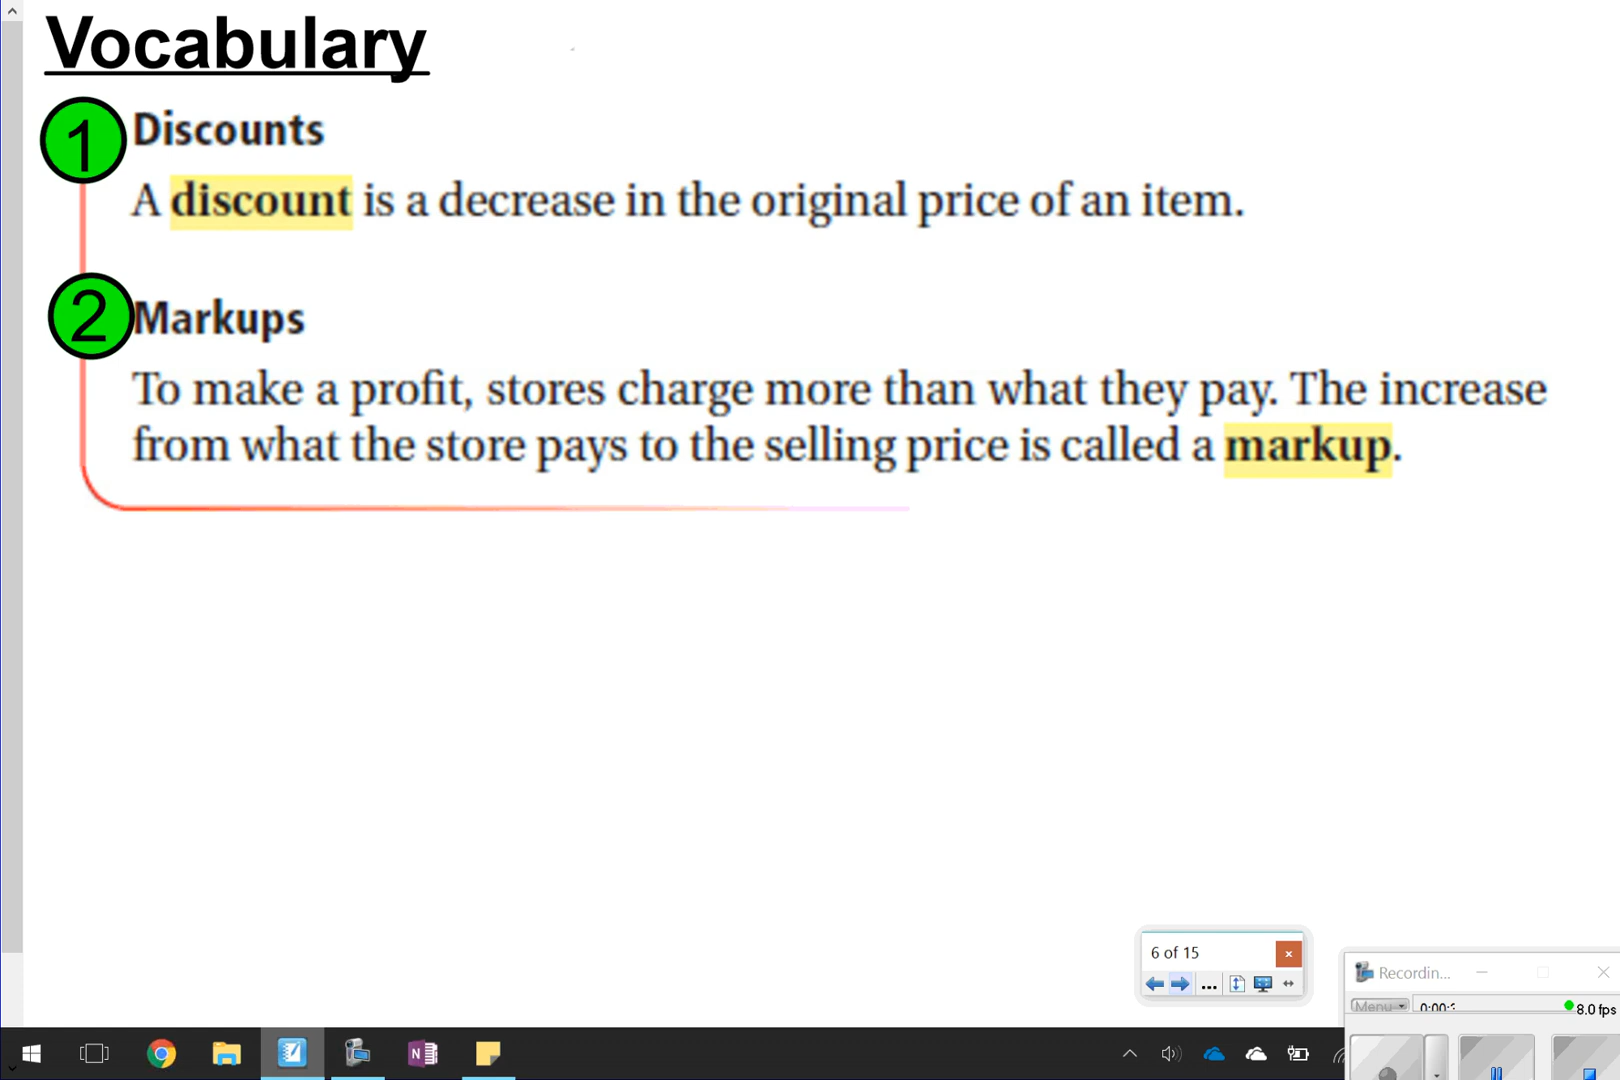 Vocabulary
1 Discounts
A discount is a decrease in the original price of an item.
2 Markups
To make a profit, stores charge more than what they pay. The increase
from what the store pays to the selling price is called a markup.
6 of 15
...
Recordin...
Menu
8.0 fps
N